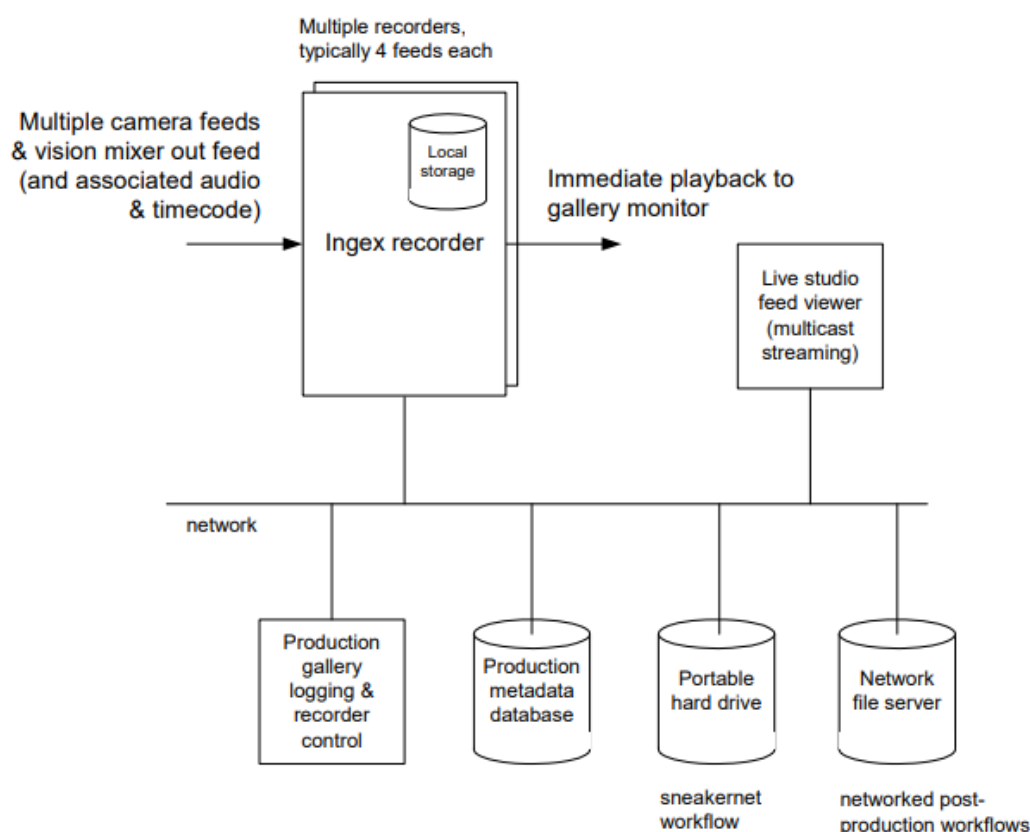 Multiple recorders,
typically 4 feeds each
Multiple camera feeds
& vision mixer out feed
(and associated audio
& timecode)
Local
storage
Ingex recorder
Immediate playback to
gallery monitor
Live studio
feed viewer
(multicast
streaming)
network
Production
gallery
logging &
recorder
control
Production
metadata
database
Portable
hard drive
Network
file server
sneakernet
workflow
networked post-
production workflows